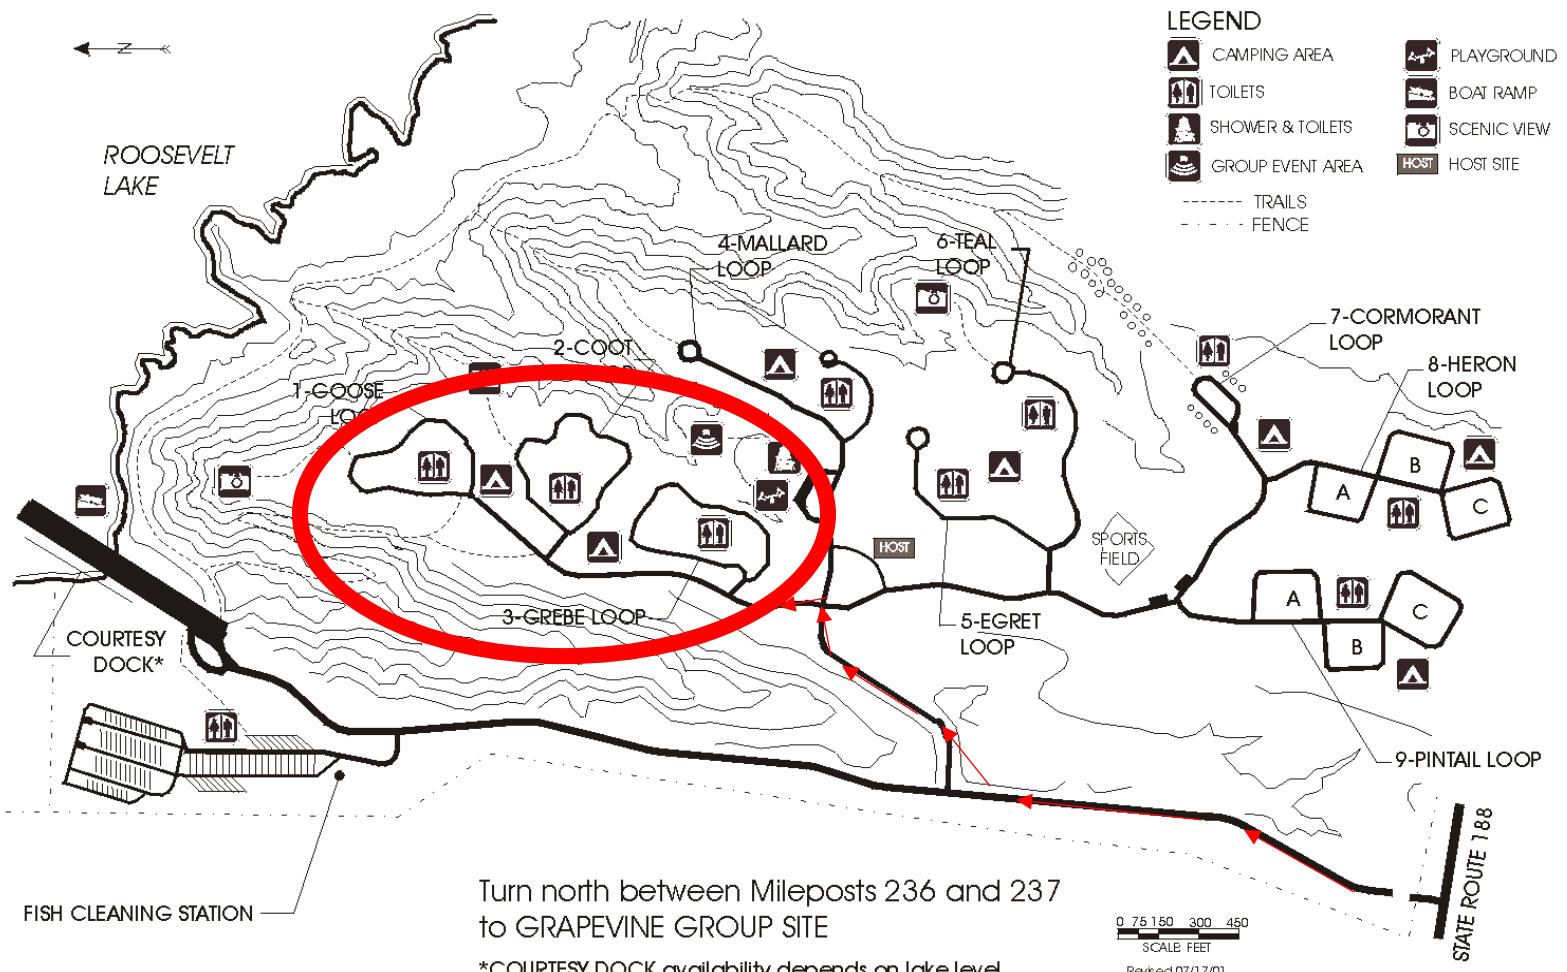 LEGEND
CAMPING AREA
PLAYGROUND
TOILETS
BOAT RAMP
SHOWER & TOILETS
SCENIC VIEW
GROUP EVENT AREA
HOST
HOST SITE
TRAILS
FENCE
N
ROOSEVELT
LAKE
4-MALLARD
LOOP
6-TEAL
LOOP
7-CORMORANT
LOOP
8-HERON
LOOP
2-COOT
1-GOOSE
A
B
C
HOST
SPORTS
FIELD
3-GREBE LOOP
5-EGRET
LOOP
A
B
C
COURTESY
DOCK*
9-PINTAIL LOOP
STATE ROUTE 188
FISH CLEANING STATION
Turn north between Mileposts 236 and 237
to GRAPEVINE GROUP SITE
*COURTESY DOCK availability depends on lake level
0 75 150 300 450
SCALE FEET
Revised 07/17/01